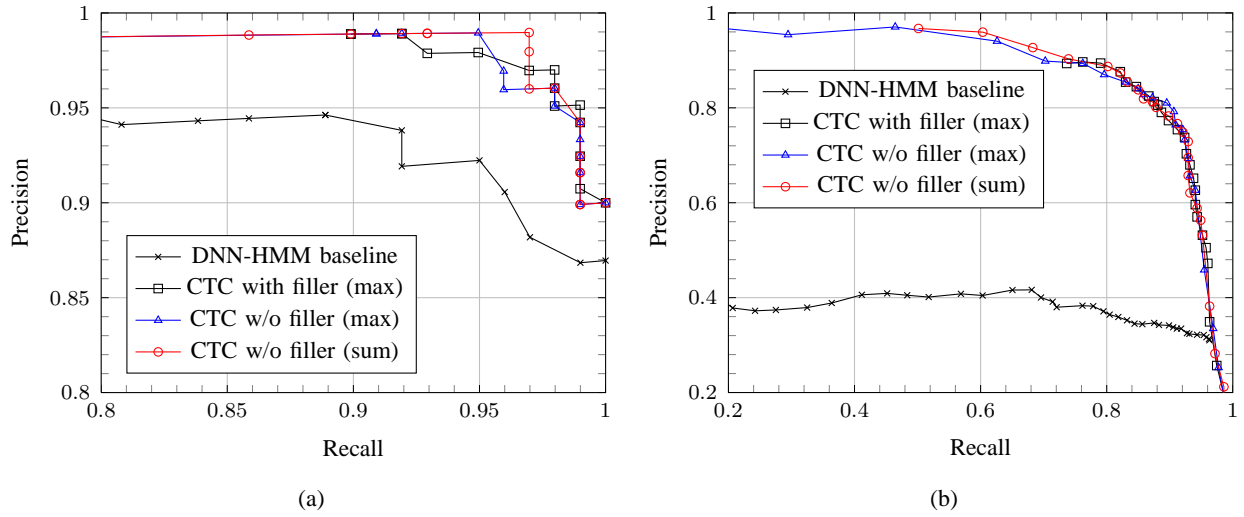 1
0.95
0.9
0.85
0.8
Precision
DNN-HMM baseline
CTC with filler (max)
CTC w/o filler (max)
CTC w/o filler (sum)
0.8
0.85
0.9
0.95
1
Recall
(a)
1
0.8
0.6
0.4
0.2
Precision
DNN-HMM baseline
CTC with filler (max)
CTC w/o filler (max)
CTC w/o filler (sum)
0.2
0.4
0.6
0.8
1
Recall
(b)